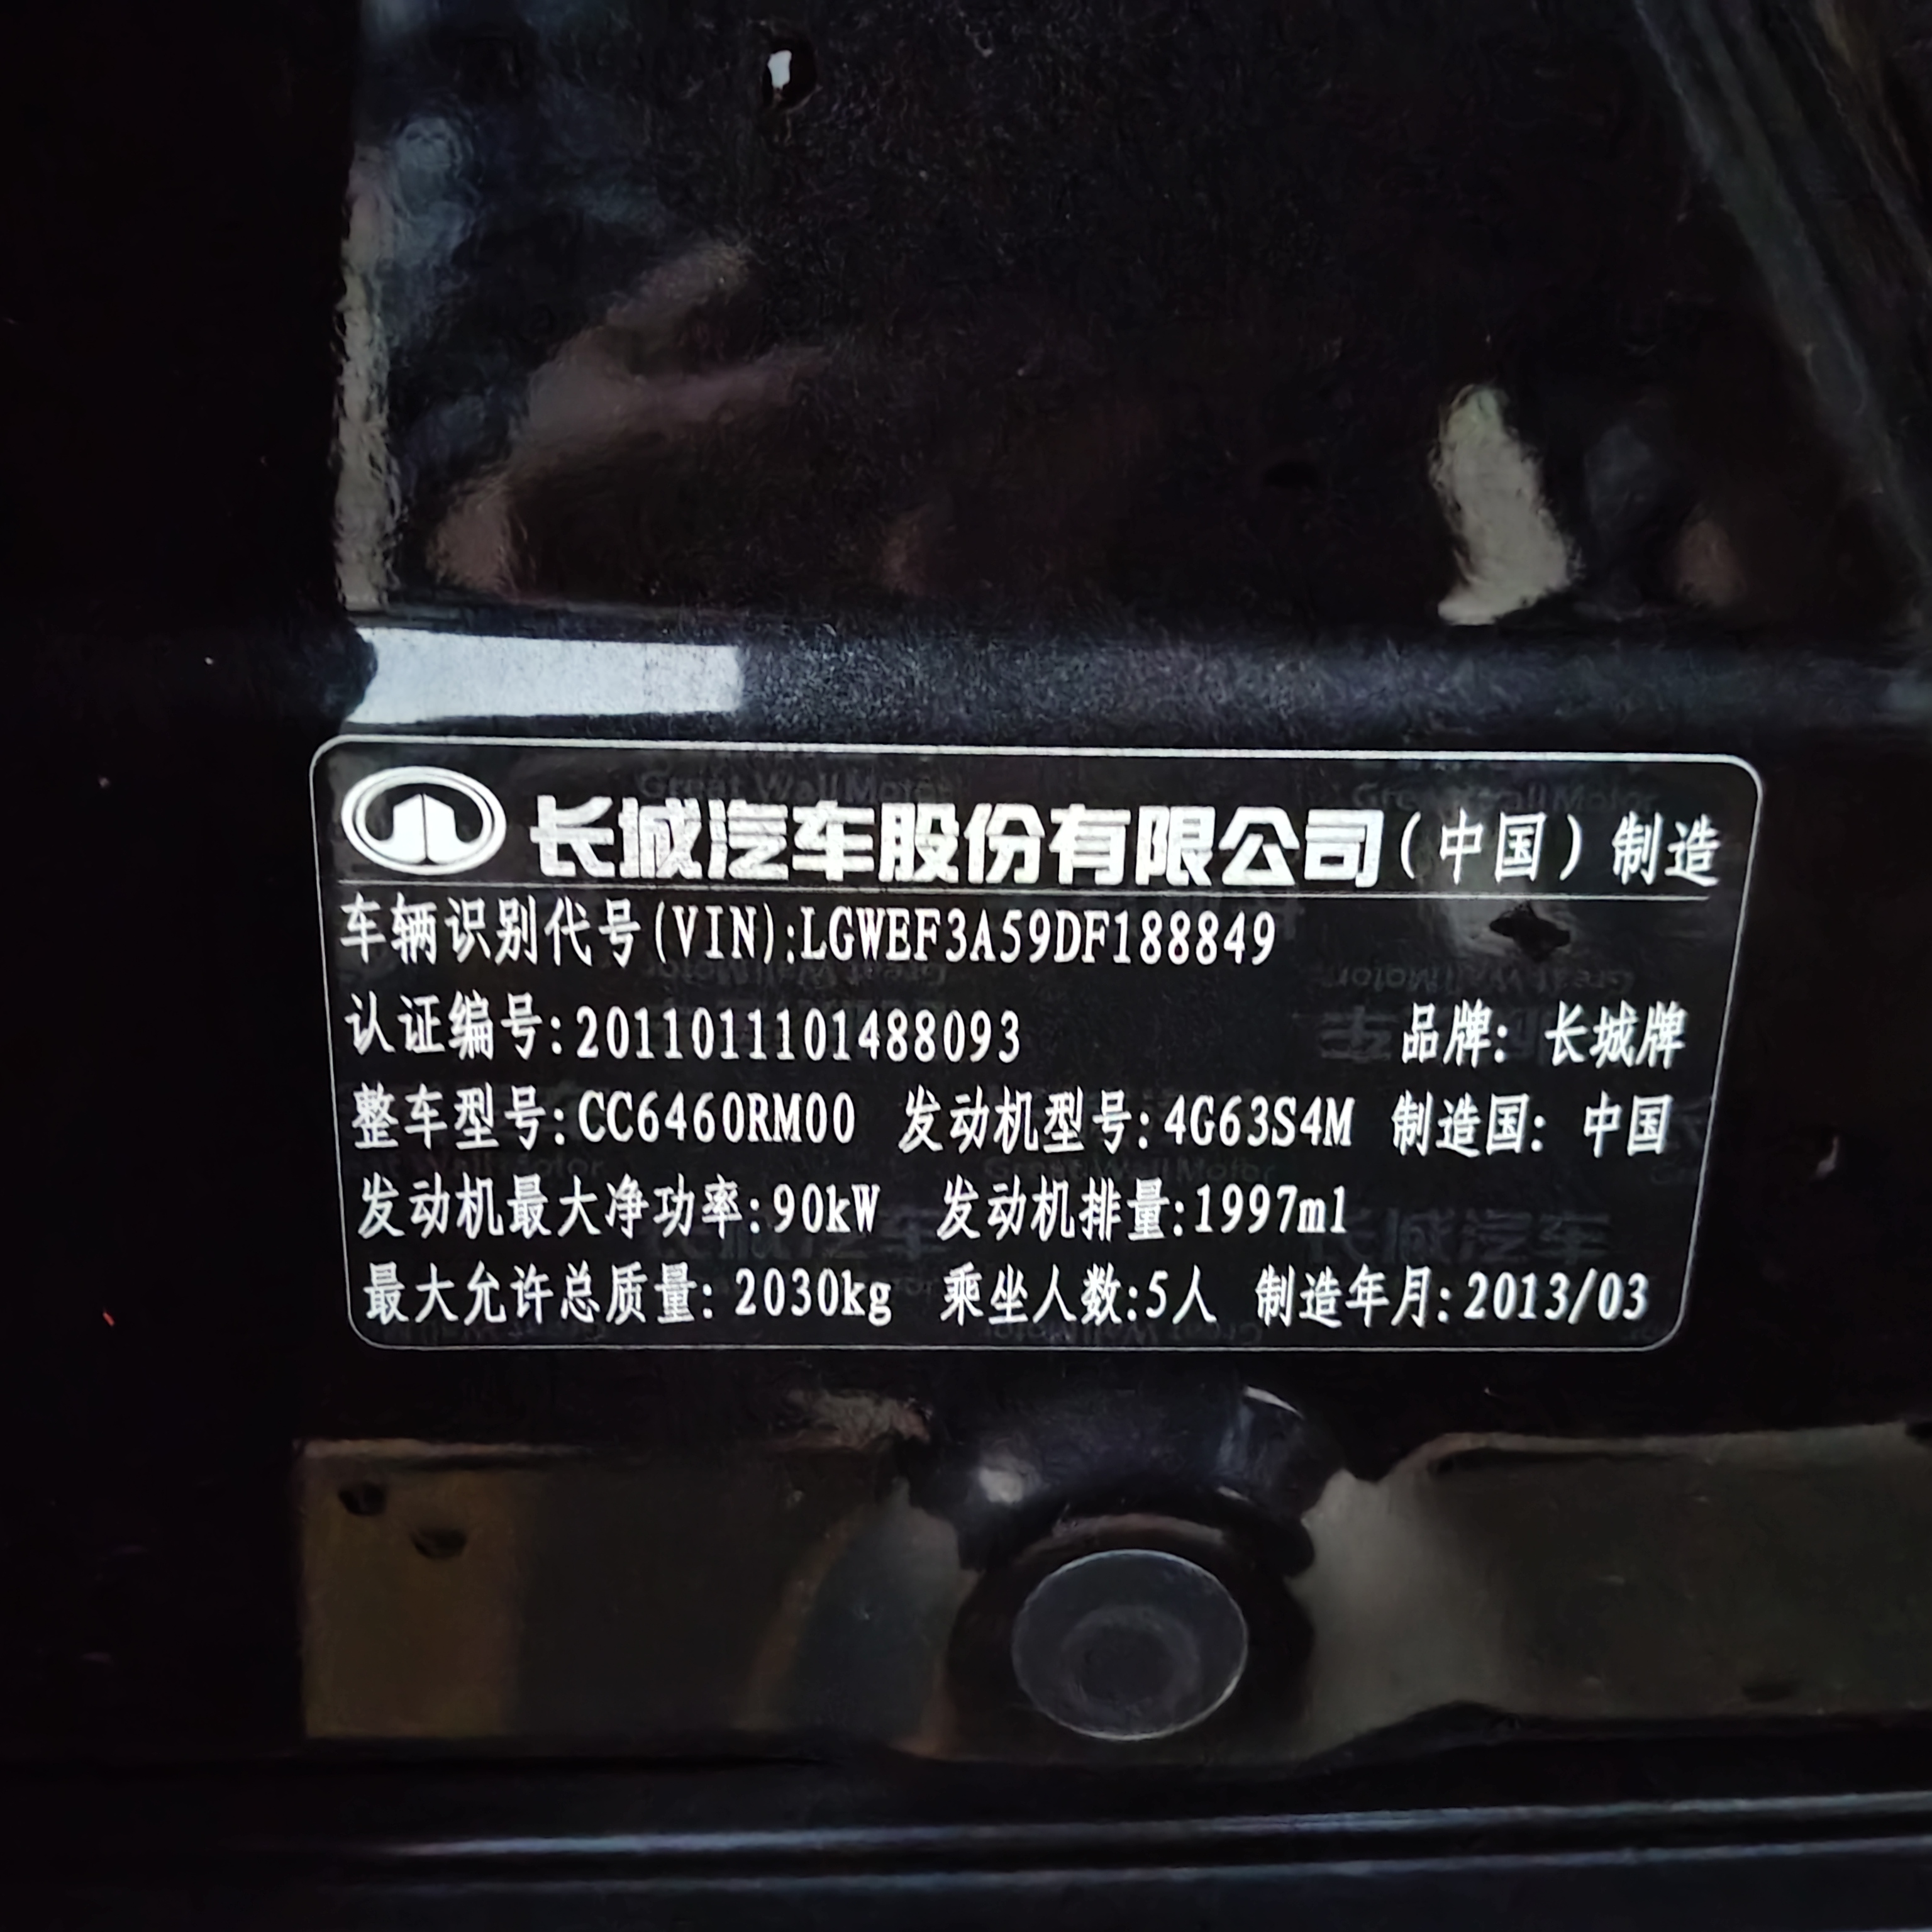 长城汽车股份有限公司(中国)制造
车辆识别代号(VIN):LGWEF3A59DF188849
认证编号:2011011101488093 品牌: 长城牌
整车型号:CC6460RM00 发动机型号:4G63S4M 制造国: 中国
发动机最大净功率:90kW 发动机排量:1997ml
最大允许总质量: 2030kg 乘坐人数:5人 制造年月:2013/03